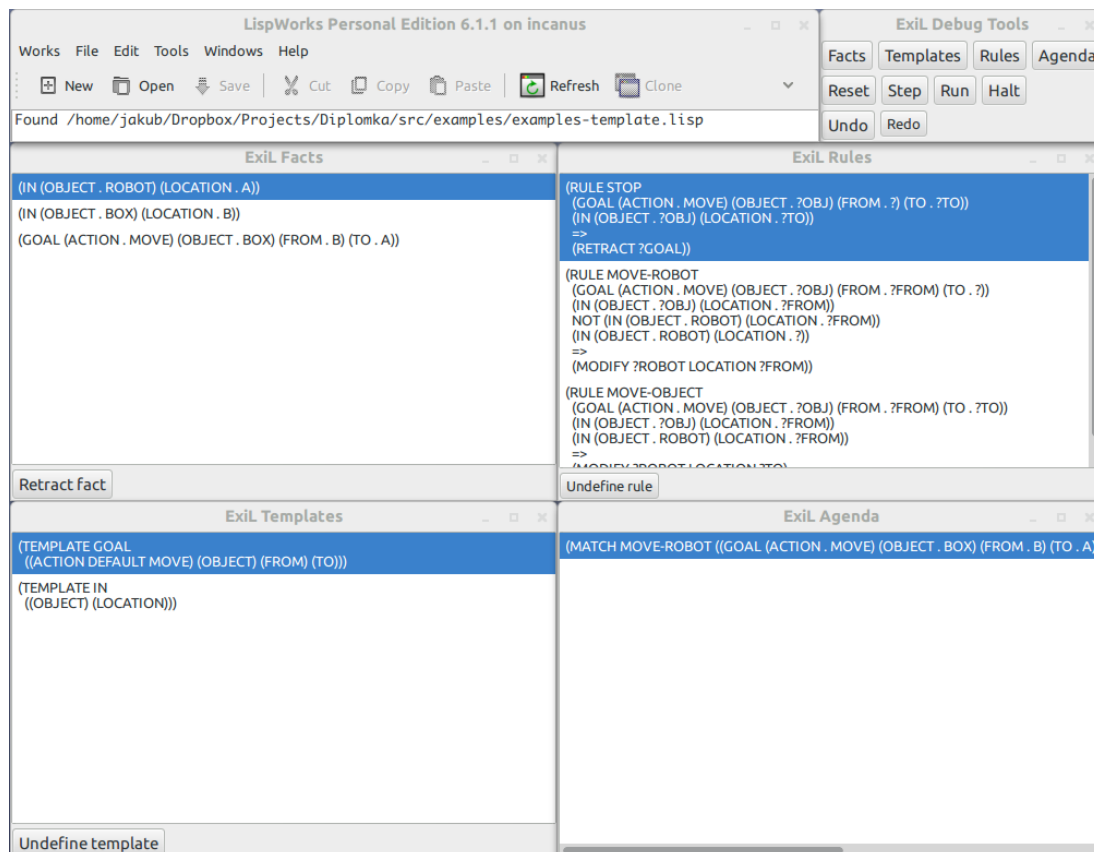 LispWorks Personal Edition 6.1.1 on incanus
Works File Edit Tools Windows Help
New Open Save Cut Copy Paste Refresh Clone
Found /home/jakub/Dropbox/Projects/Diplomka/src/examples/examples-template.lisp
ExiL Debug Tools
Facts Templates Rules Agenda
Reset Step Run Halt
Undo Redo
ExiL Facts
(IN (OBJECT . ROBOT) (LOCATION . A))
(IN (OBJECT . BOX) (LOCATION . B))
(GOAL (ACTION . MOVE) (OBJECT . BOX) (FROM . B) (TO . A))
Retract fact
ExiL Rules
(RULE STOP
(GOAL (ACTION . MOVE) (OBJECT . ?OBJ) (FROM . ?) (TO . ?TO))
(IN (OBJECT . ?OBJ) (LOCATION . ?TO))
=>
(RETRACT ?GOAL))
(RULE MOVE-ROBOT
(GOAL (ACTION . MOVE) (OBJECT . ?OBJ) (FROM . ?FROM) (TO . ?))
(IN (OBJECT . ?OBJ) (LOCATION . ?FROM))
NOT (IN (OBJECT . ROBOT) (LOCATION . ?FROM))
(IN (OBJECT . ROBOT) (LOCATION . ?))
=>
(MODIFY ?ROBOT LOCATION ?FROM))
(RULE MOVE-OBJECT
(GOAL (ACTION . MOVE) (OBJECT . ?OBJ) (FROM . ?FROM) (TO . ?TO))
(IN (OBJECT . ?OBJ) (LOCATION . ?FROM))
(IN (OBJECT . ROBOT) (LOCATION . ?FROM))
=>
(MODIFY ?ROBOT LOCATION ?TO)
Undefine rule
ExiL Templates
(TEMPLATE GOAL
((ACTION DEFAULT MOVE) (OBJECT) (FROM) (TO)))
(TEMPLATE IN
((OBJECT) (LOCATION)))
Undefine template
ExiL Agenda
(MATCH MOVE-ROBOT ((GOAL (ACTION . MOVE) (OBJECT . BOX) (FROM . B) (TO . A)